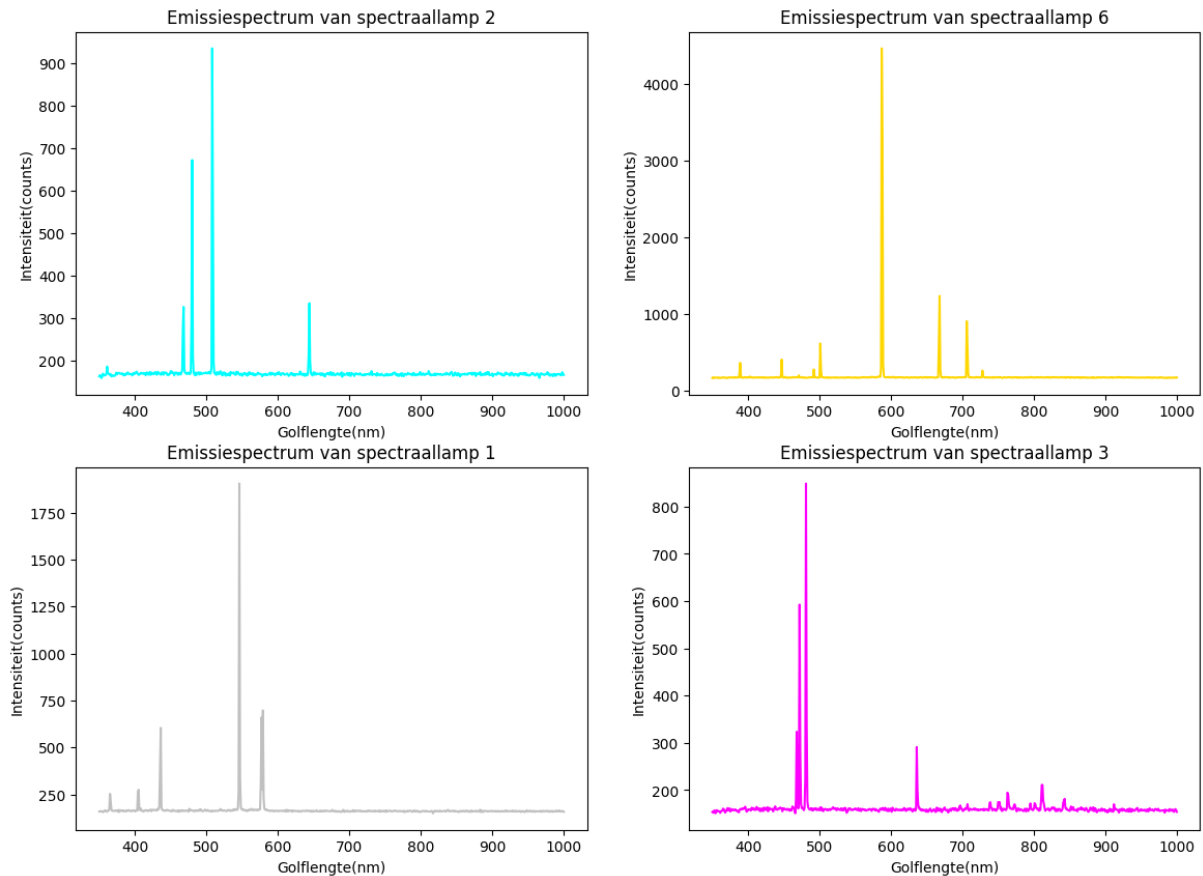 Emissiespectrum van spectraallamp 2
Intensiteit(counts)
900
800
700
600
500
400
300
200
400 500 600 700 800 900 1000
Golflengte(nm)
Emissiespectrum van spectraallamp 6
Intensiteit(counts)
4000
3000
2000
1000
0
400 500 600 700 800 900 1000
Golflengte(nm)
Emissiespectrum van spectraallamp 1
Intensiteit(counts)
1750
1500
1250
1000
750
500
250
400 500 600 700 800 900 1000
Golflengte(nm)
Emissiespectrum van spectraallamp 3
Intensiteit(counts)
800
700
600
500
400
300
200
400 500 600 700 800 900 1000
Golflengte(nm)